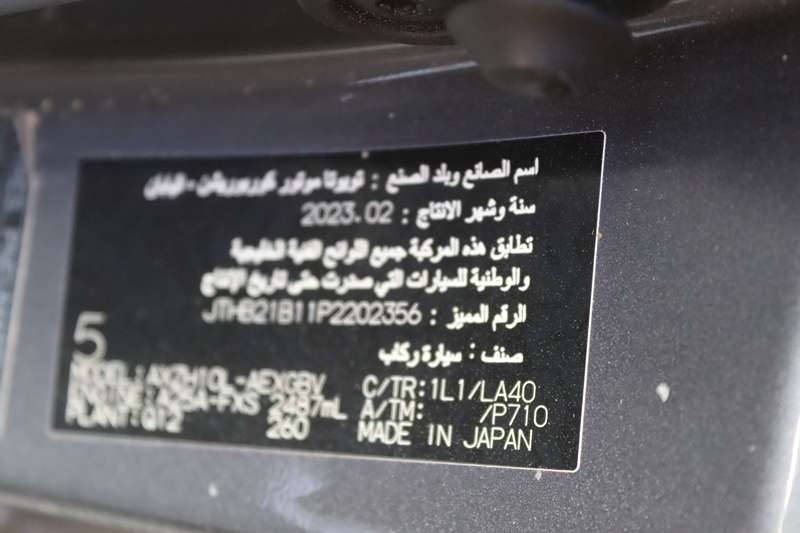 اسم الصانع وبلد الصنع : تويوتا موتور كوربوريشن - اليابان
سنة وشهر الانتاج : 2023.02
تطابق هذه المركبة جميع اللوائح الفنية الخليجية
والوطنية للسيارات التي صدرت حتى تاريخ الإنتاج
الرقم المميز : JTHB21B11P2202356
صنف : سيارة ركاب
5
MODEL:AXZH10L-AEXGBV C/TR:1L1/LA40
ENGINE:A25A-FXS 2487mL A/TM: /P710
PLANT:Q12 260 MADE IN JAPAN